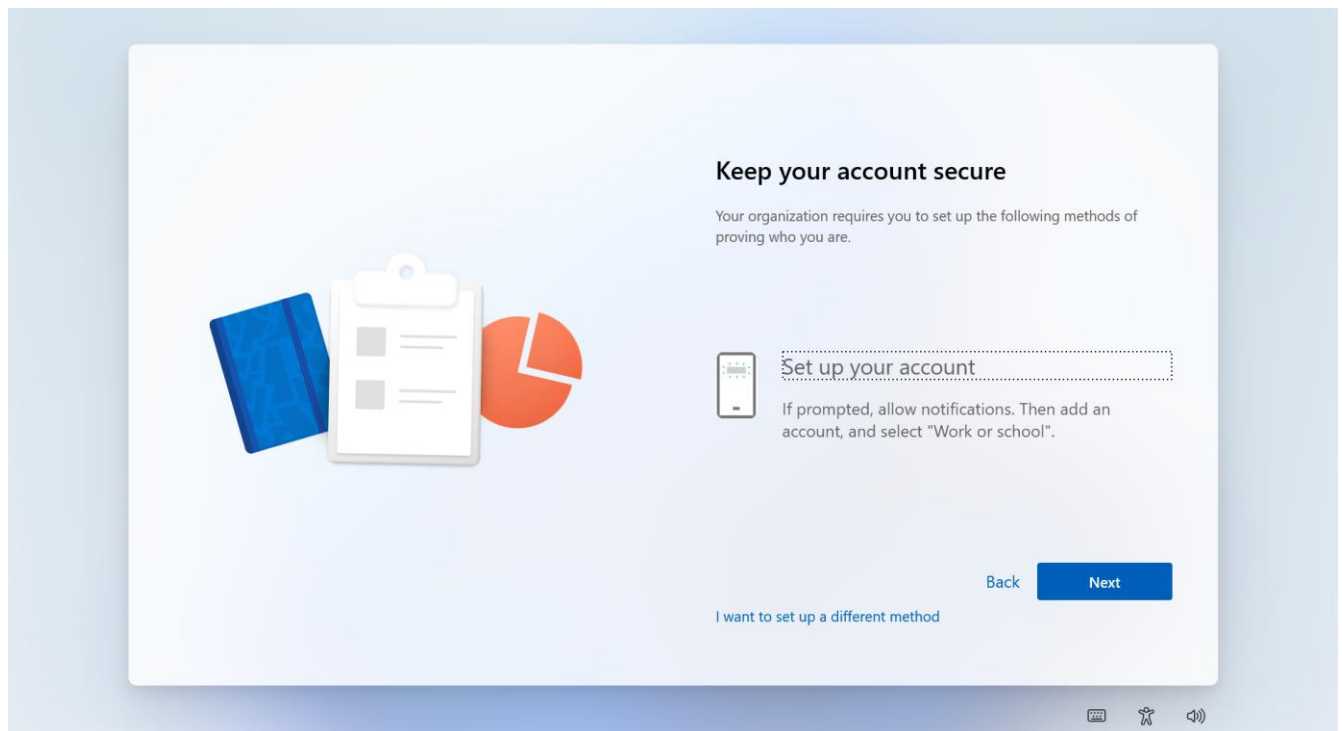 Keep your account secure
Your organization requires you to set up the following methods of
proving who you are.
Set up your account
If prompted, allow notifications. Then add an
account, and select "Work or school".
Back
Next
I want to set up a different method